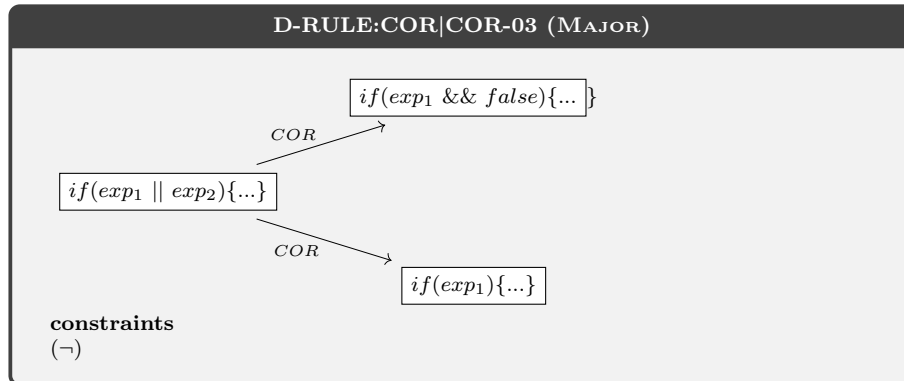 D-RULE:COR|COR-03 (MAJOR)
if(exp₁ && false){... }
COR
if(exp₁ || exp₂){...}
COR
if(exp₁){...}
constraints
(¬)